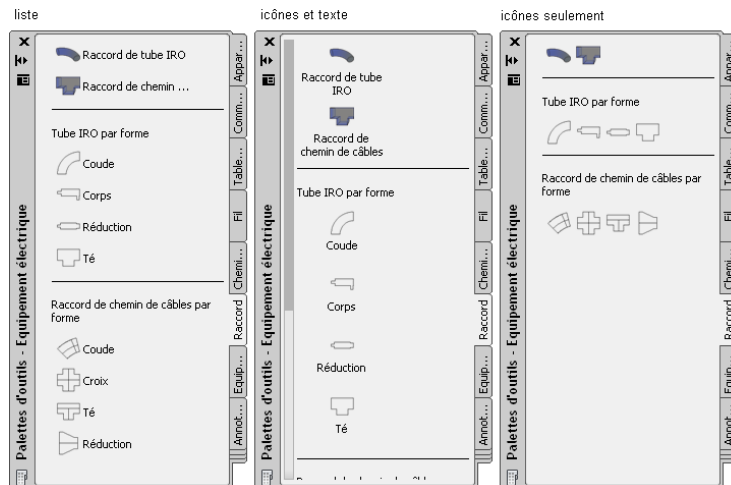 liste
Raccord de tube IRO
Raccord de chemin ...
Tube IRO par forme
Coude
Corps
Réduction
Té
Raccord de chemin de câbles par
forme
Coude
Croix
Té
Réduction
Appar...
Comm...
Table...
Fil
Chemi...
Raccord
Equip...
Annot...
Palettes d'outils - Equipement électrique
icônes et texte
Raccord de tube
IRO
Raccord de
chemin de câbles
Tube IRO par forme
Coude
Corps
Réduction
Té
Appar...
Comm...
Table...
Fil
Chemi...
Raccord
Equip...
Annot...
Palettes d'outils - Equipement électrique
icônes seulement
Tube IRO par forme
Raccord de chemin de câbles par
forme
Appar...
Comm...
Table...
Fil
Chemi...
Raccord
Equip...
Annot...
Palettes d'outils - Equipement électrique